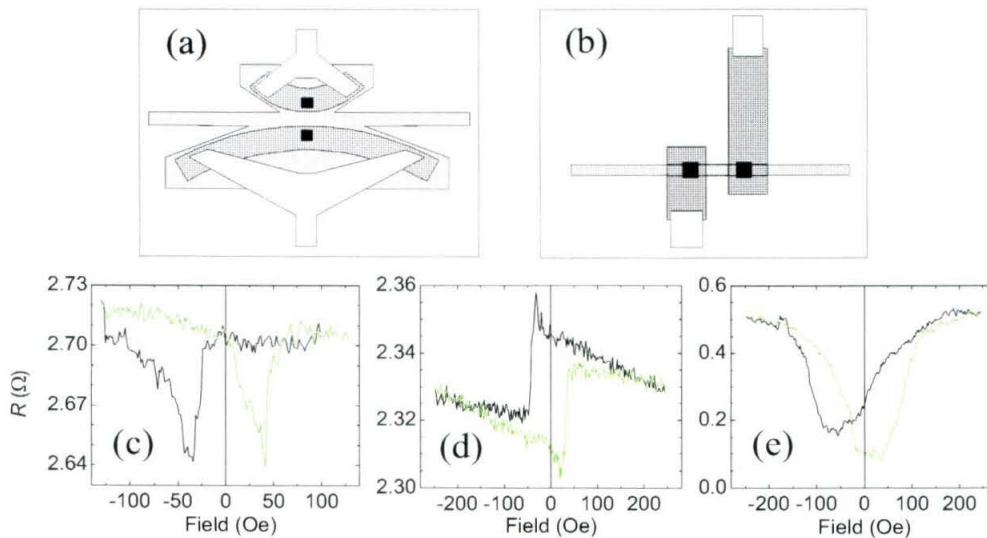 (a)
(b)
2.73
2.70
2.67
2.64
R (Ω)
(c)
-100 -50 0 50 100
Field (Oe)
2.36
2.34
2.32
2.30
(d)
-200 -100 0 100 200
Field (Oe)
0.6
0.4
0.2
0.0
(e)
-200 -100 0 100 200
Field (Oe)